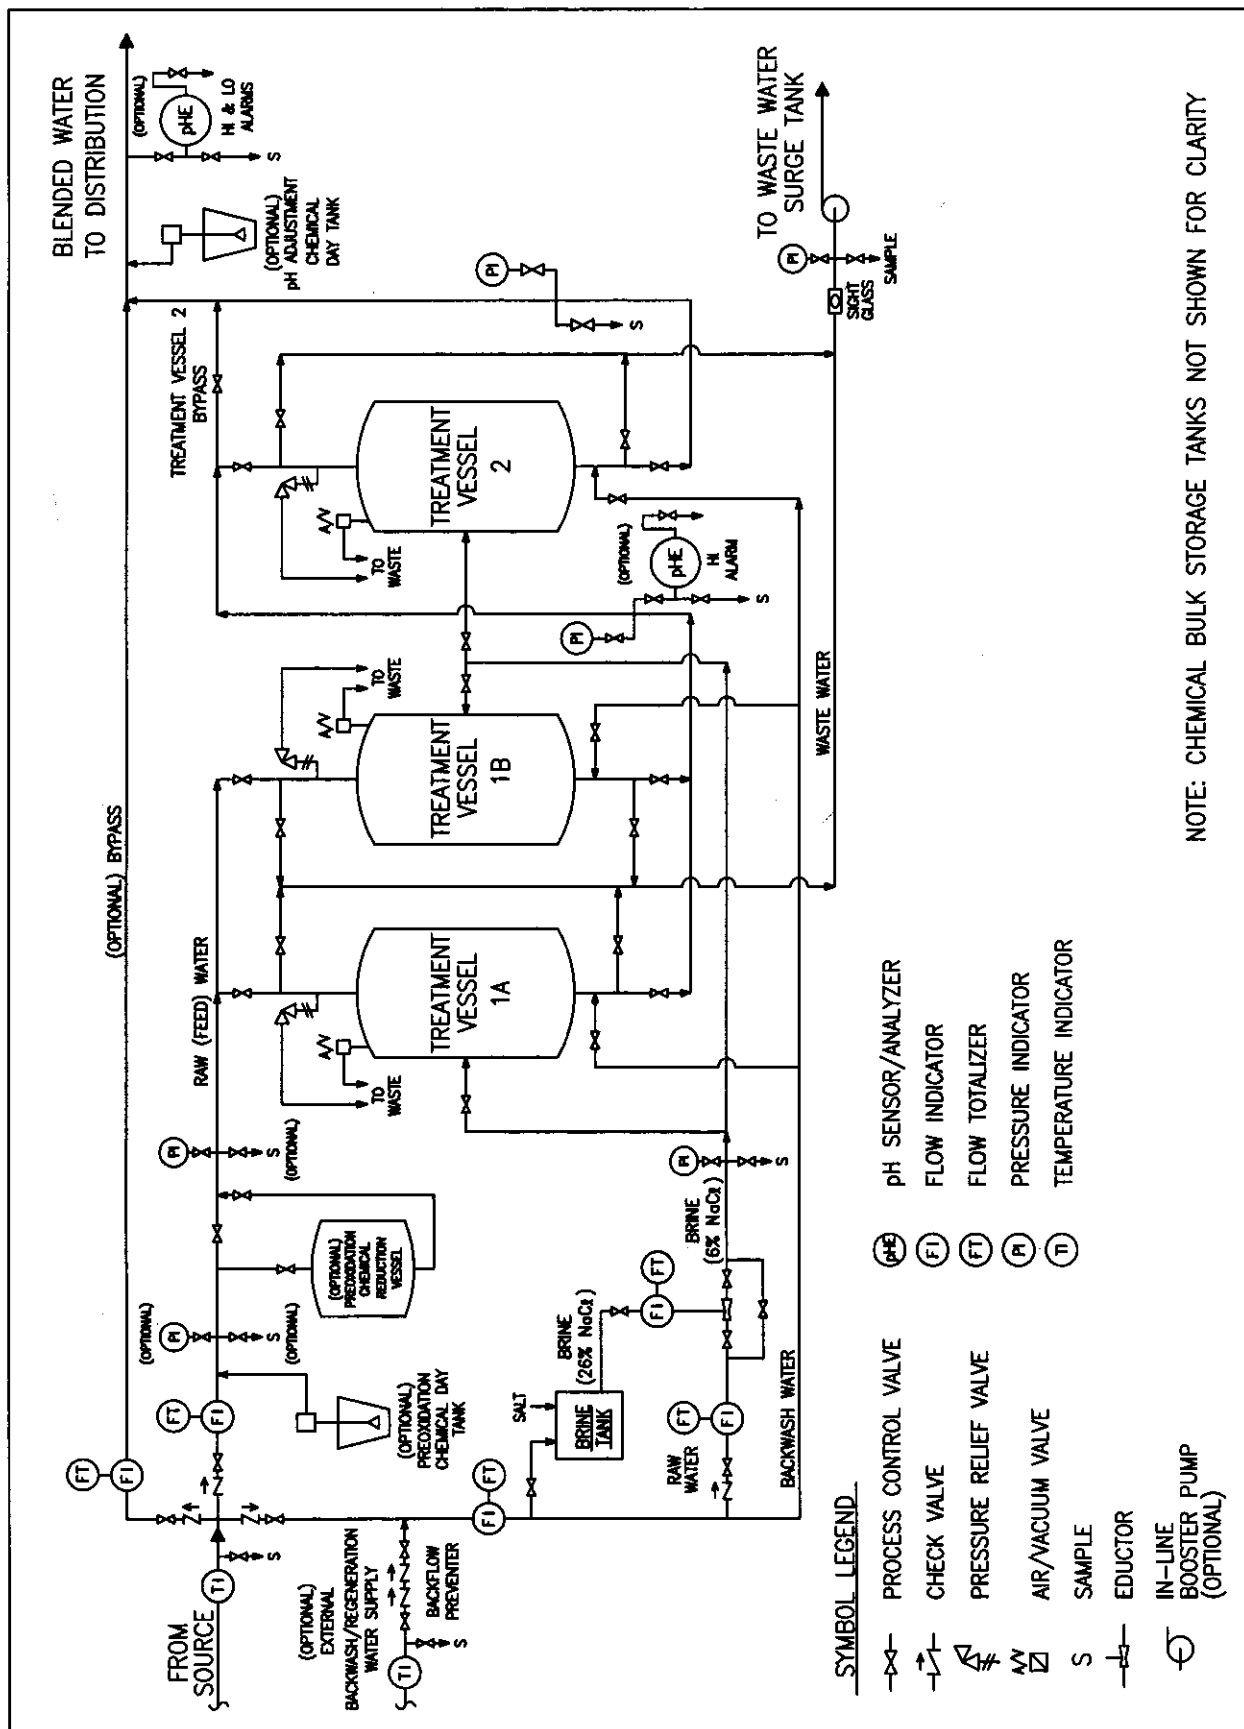 BLENDED WATER
TO DISTRIBUTION
(OPTIONAL)
pHE
HI & LO
ALARMS
S
(OPTIONAL)
pH ADJUSTMENT
CHEMICAL
DAY TANK
(OPTIONAL) BYPASS
FT
FI
TREATMENT VESSEL 2
BYPASS
RAW (FEED) WATER
FROM
SOURCE
TI
S
FT
FI
(OPTIONAL)
PREOXIDATION
CHEMICAL DAY
TANK
(OPTIONAL)
PI
S
(OPTIONAL)
(OPTIONAL)
PREOXIDATION
CHEMICAL
REDUCTION
VESSEL
PI
S
(OPTIONAL)
A/V
TO
WASTE
TREATMENT
VESSEL
1A
A/V
TO
WASTE
TREATMENT
VESSEL
1B
A/V
TO
WASTE
TREATMENT
VESSEL
2
PI
S
PI
(OPTIONAL)
pHE
HI
ALARM
S
TO WASTE WATER
SURGE TANK
PI
SAMPLE
SIGHT
GLASS
WASTE WATER
(OPTIONAL)
EXTERNAL
BACKWASH/REGENERATION
WATER SUPPLY
TI
S
BACKFLOW
PREVENTER
FT
FI
SALT
BRINE
TANK
BRINE
(26% NaCl)
FT
FI
RAW
WATER
FT
FI
BRINE
(6% NaCl)
PI
S
BACKWASH WATER
SYMBOL LEGEND
PROCESS CONTROL VALVE
CHECK VALVE
PRESSURE RELIEF VALVE
A/V
AIR/VACUUM VALVE
S
SAMPLE
EDUCTOR
IN-LINE
BOOSTER PUMP
(OPTIONAL)
pHE
pH SENSOR/ANALYZER
FI
FLOW INDICATOR
FT
FLOW TOTALIZER
PI
PRESSURE INDICATOR
TI
TEMPERATURE INDICATOR
NOTE: CHEMICAL BULK STORAGE TANKS NOT SHOWN FOR CLARITY